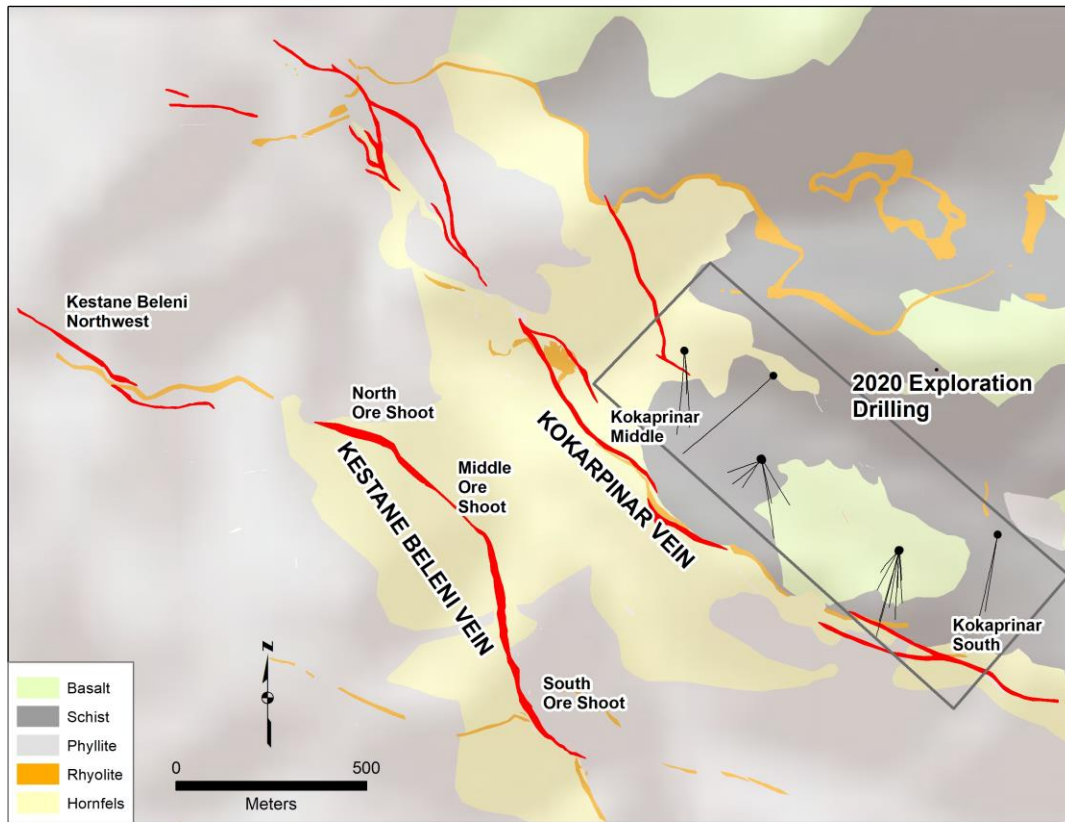 Kestane Beleni
Northwest
North
Ore Shoot
Middle
Ore
Shoot
KESTANE BELENI VEIN
South
Ore Shoot
KOKARPINAR VEIN
Kokaprinar
Middle
2020 Exploration
Drilling
Kokaprinar
South
N
Basalt
Schist
Phyllite
Rhyolite
Hornfels
0
500
Meters